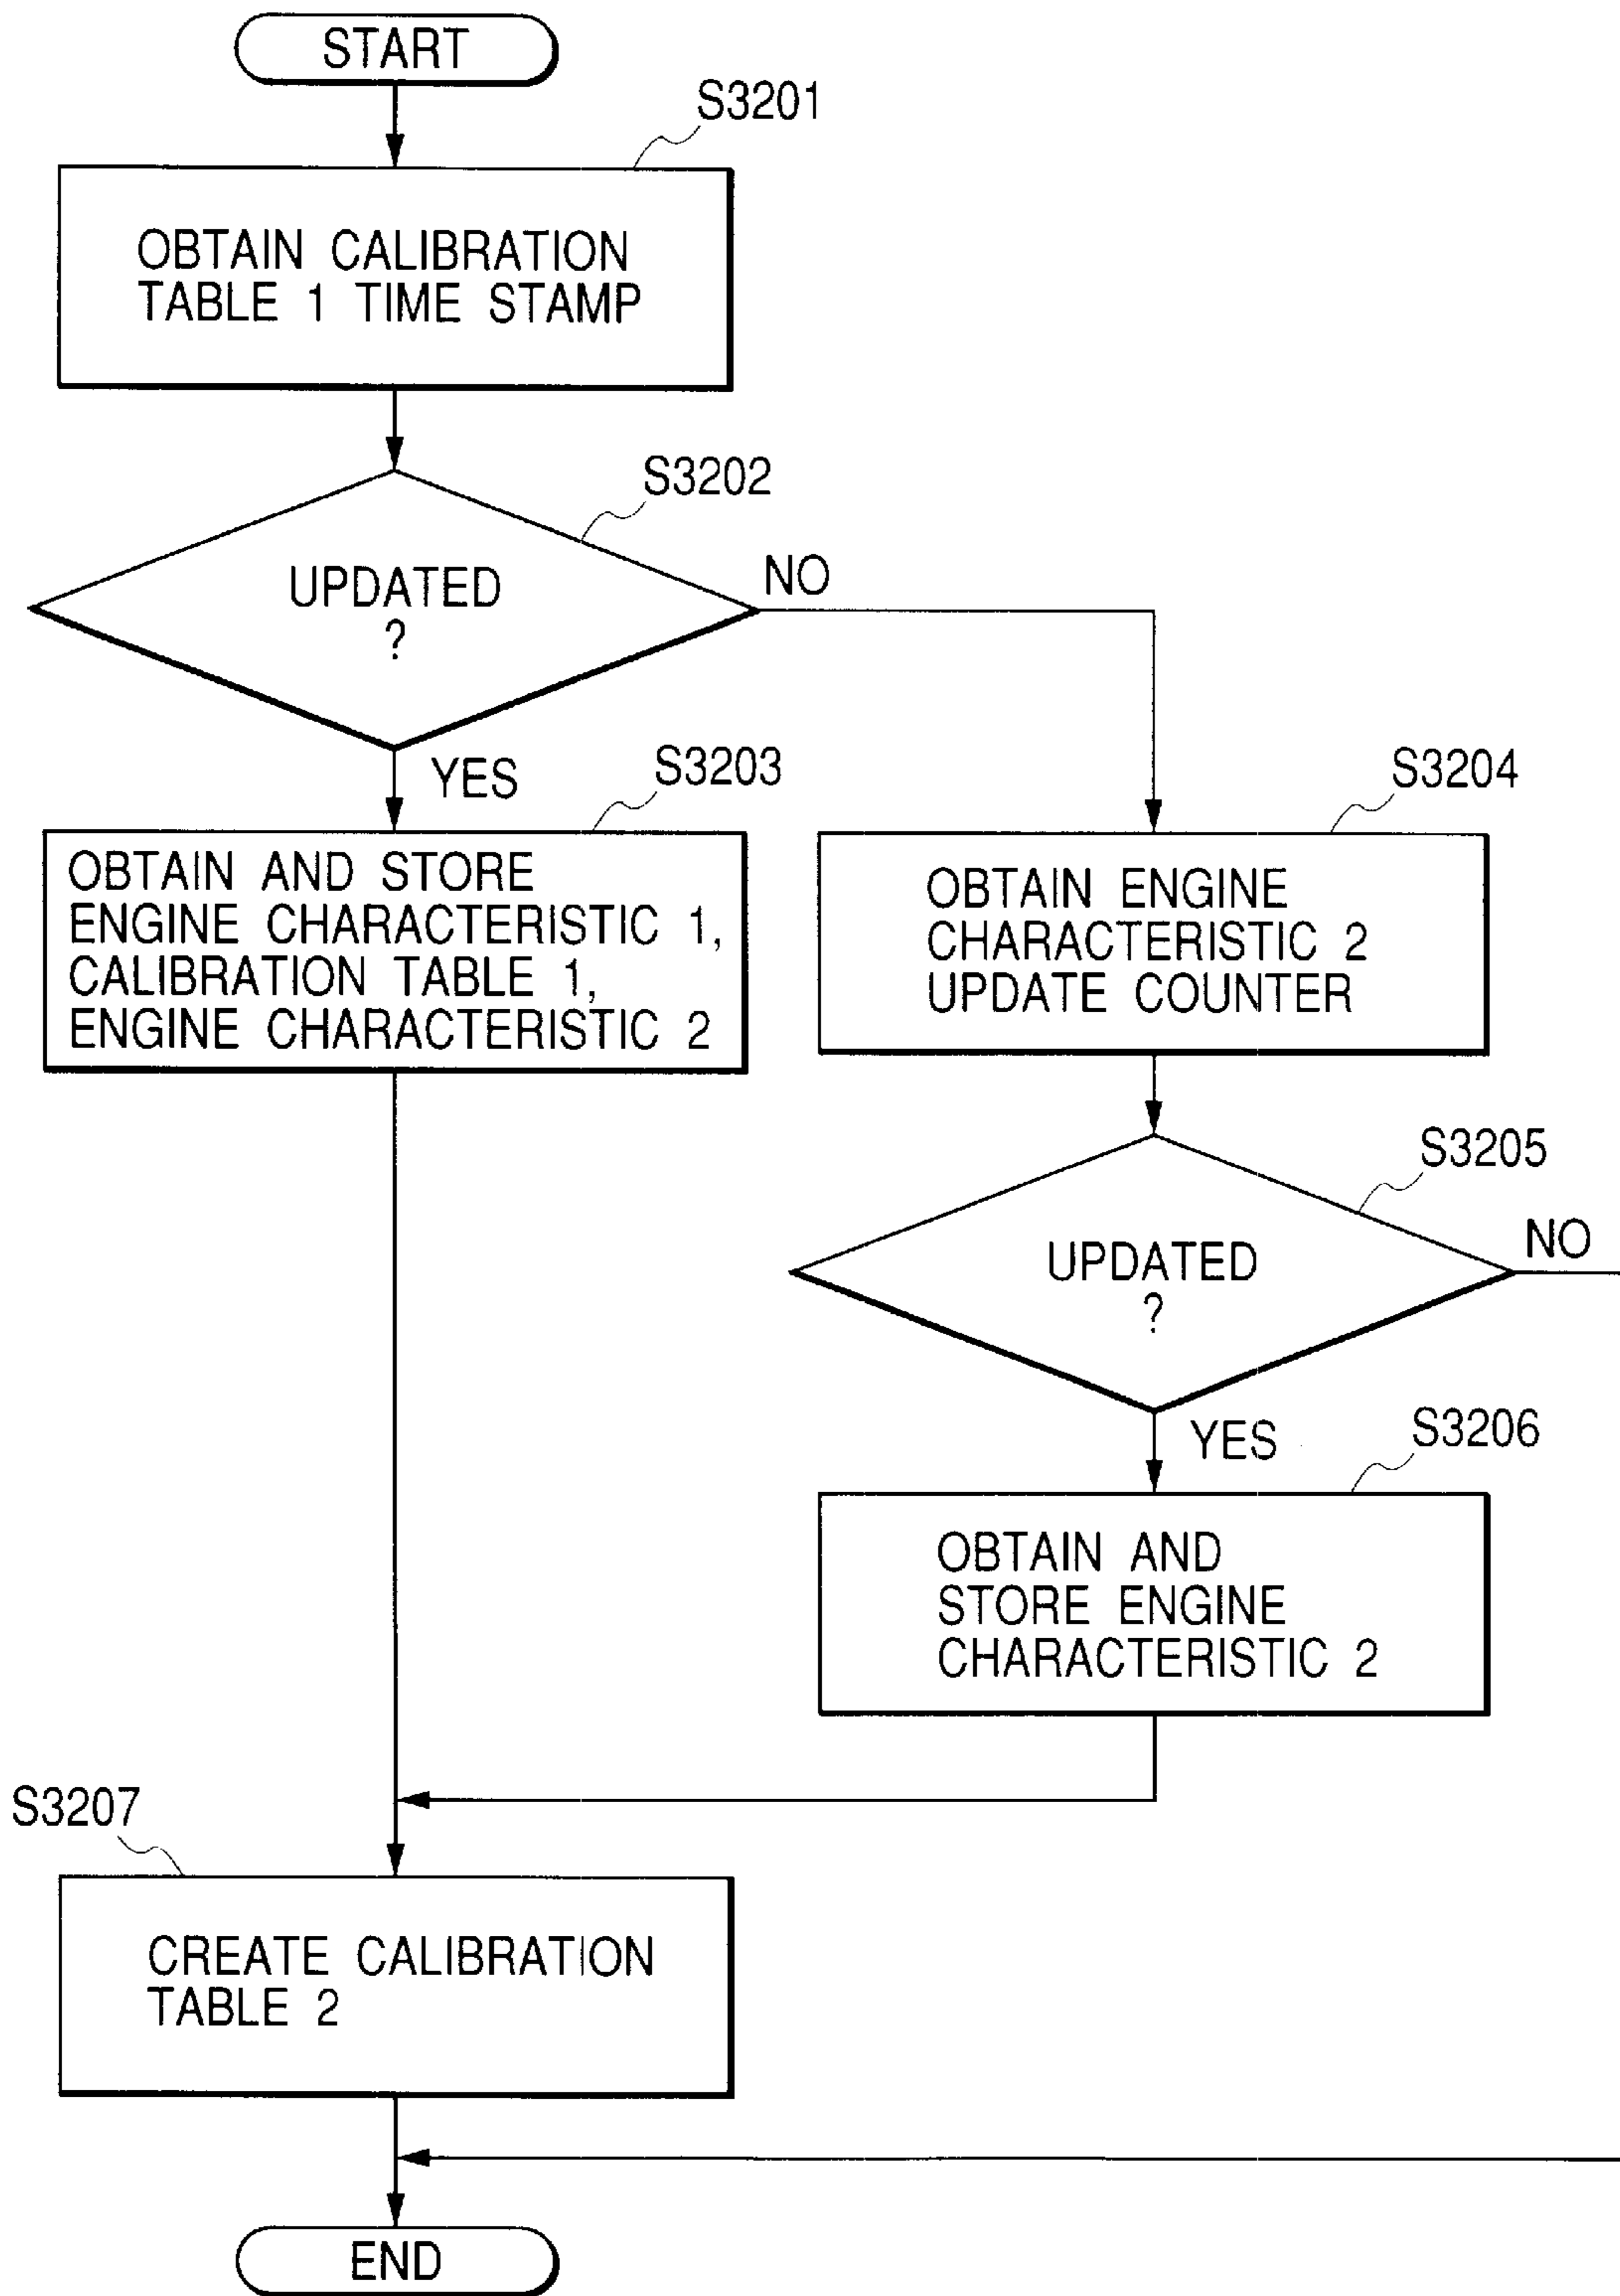 START
S3201
OBTAIN CALIBRATION
TABLE 1 TIME STAMP
S3202
UPDATED
?
NO
YES
S3203
OBTAIN AND STORE
ENGINE CHARACTERISTIC 1,
CALIBRATION TABLE 1,
ENGINE CHARACTERISTIC 2
S3204
OBTAIN ENGINE
CHARACTERISTIC 2
UPDATE COUNTER
S3205
UPDATED
?
NO
YES
S3206
OBTAIN AND
STORE ENGINE
CHARACTERISTIC 2
S3207
CREATE CALIBRATION
TABLE 2
END